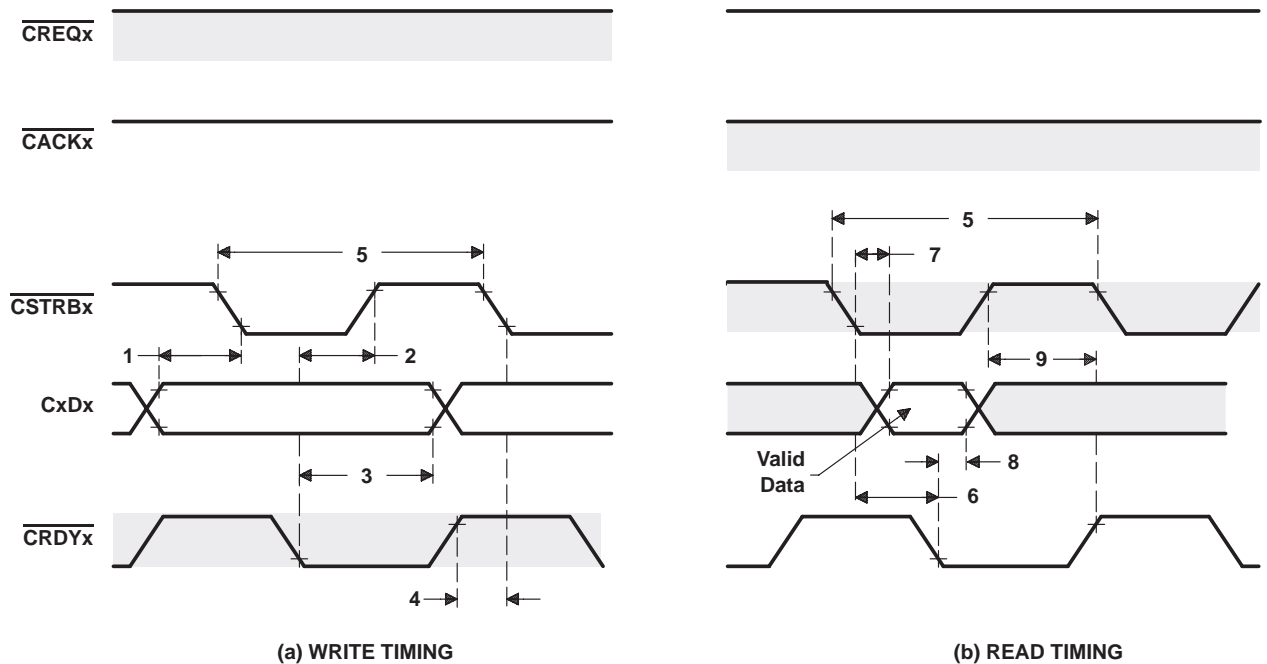 CREQx
CACKx
5
5
7
CSTRBx
1
2
9
CxDx
Valid
Data
8
3
6
CRDYx
4
(a) WRITE TIMING
(b) READ TIMING